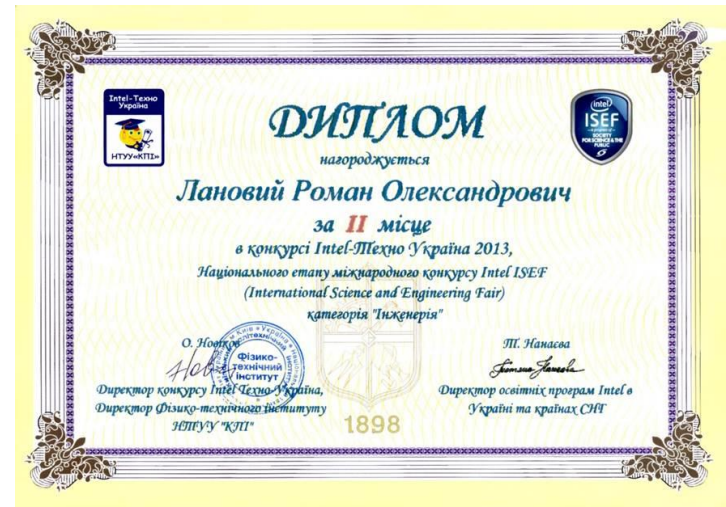 Intel-Техно
Україна
НТУУ«КПІ»
intel
ISEF
SOCIETY
FOR SCIENCE & THE
PUBLIC
ДИПЛОМ
нагороджується
Лановий Роман Олександрович
за II місце
в конкурсі Intel-Техно Україна 2013,
Національного етапу міжнародного конкурсу Intel ISEF
(International Science and Engineering Fair)
категорія "Інженерія"
О. Новіков
Фізико-
технічний
інститут
Директор конкурсу Intel Техно-Україна,
Директор Фізико-технічного інституту
НТУУ "КПІ"
Т. Нанаєва
Директор освітніх програм Intel в
Україні та країнах СНГ
1898